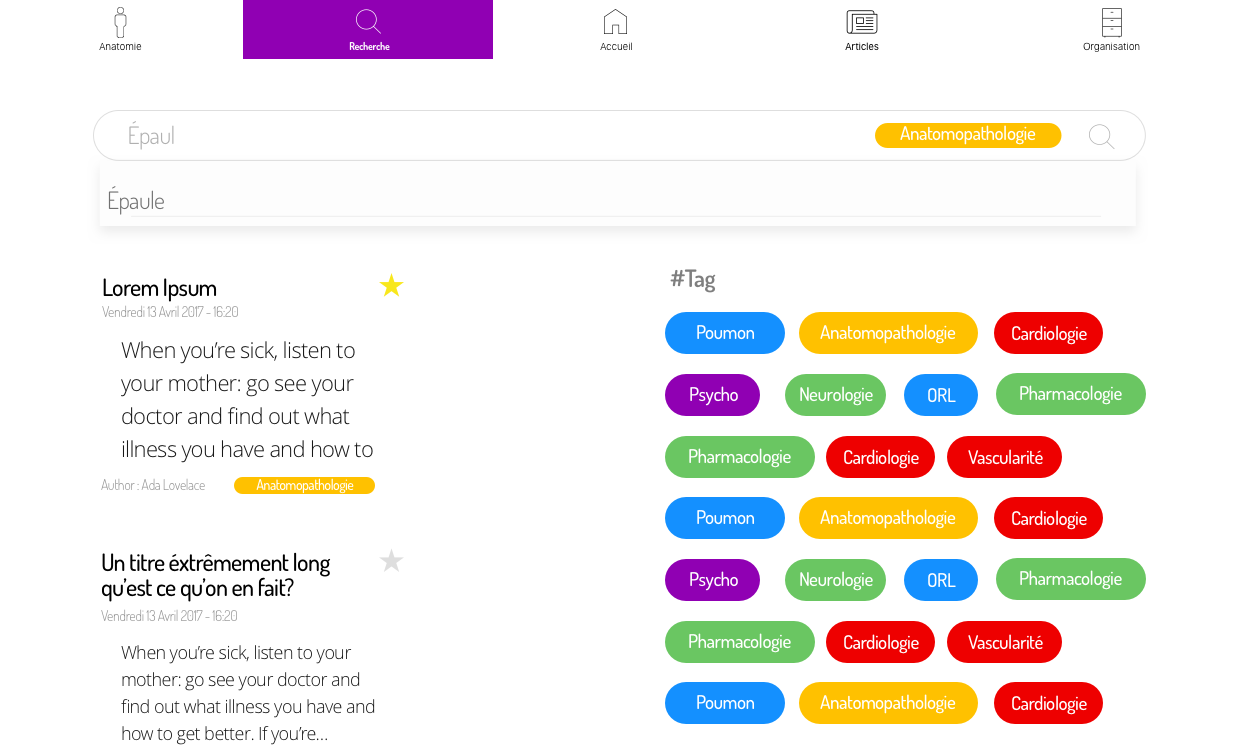 Anatomie
Recherche
Accueil
Articles
Organisation
Épaul
Anatomopathologie
Épaule
Lorem Ipsum
Vendredi 13 Avril 2017 - 16:20
When you’re sick, listen to
your mother: go see your
doctor and find out what
illness you have and how to
Author : Ada Lovelace
Anatomopathologie
Un titre éxtrêmement long
qu’est ce qu’on en fait?
Vendredi 13 Avril 2017 - 16:20
When you’re sick, listen to your
mother: go see your doctor and
find out what illness you have and
how to get better. If you’re...
#Tag
Poumon Anatomopathologie Cardiologie
Psycho Neurologie ORL Pharmacologie
Pharmacologie Cardiologie Vascularité
Poumon Anatomopathologie Cardiologie
Psycho Neurologie ORL Pharmacologie
Pharmacologie Cardiologie Vascularité
Poumon Anatomopathologie Cardiologie